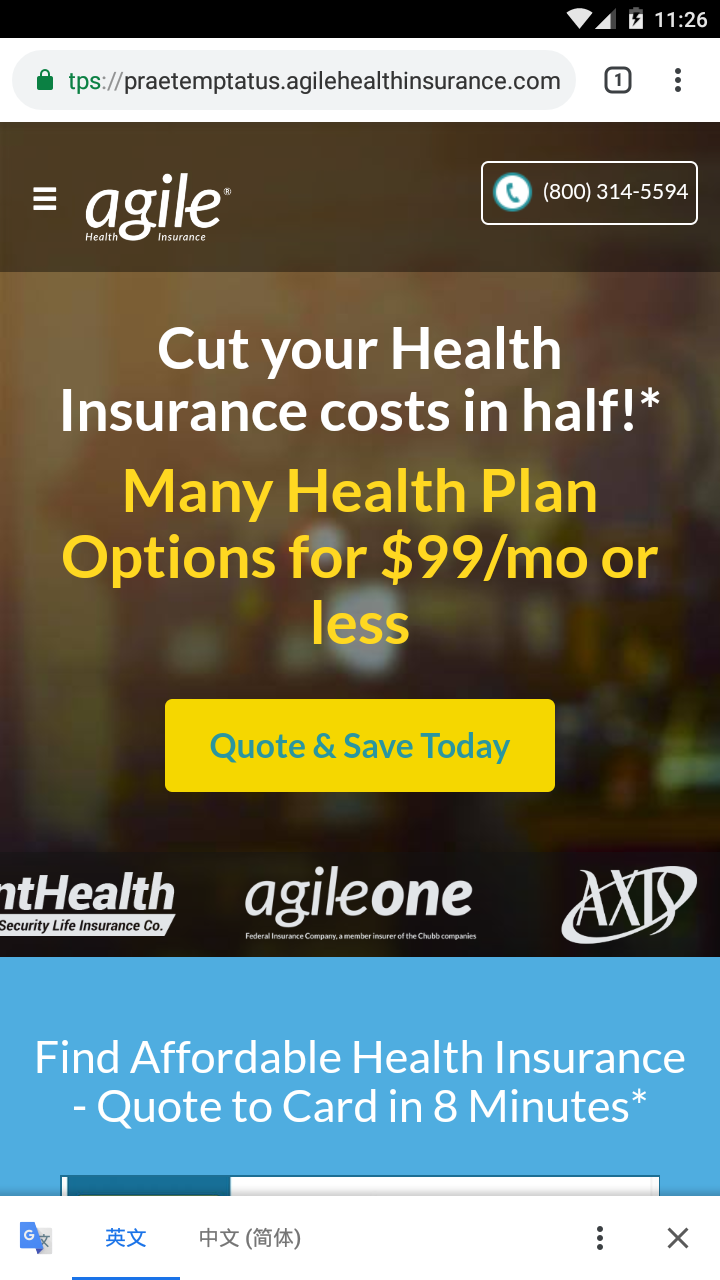 11:26
tps://praetemptatus.agilehealthinsurance.com
1
agile®
Health Insurance
(800) 314-5594
Cut your Health
Insurance costs in half!*
Many Health Plan
Options for $99/mo or
less
Quote & Save Today
ntHealth
Security Life Insurance Co.
agileone
Federal Insurance Company, a member insurer of the Chubb companies
AXIS
Find Affordable Health Insurance
- Quote to Card in 8 Minutes*
G 文
英文
中文 (简体)